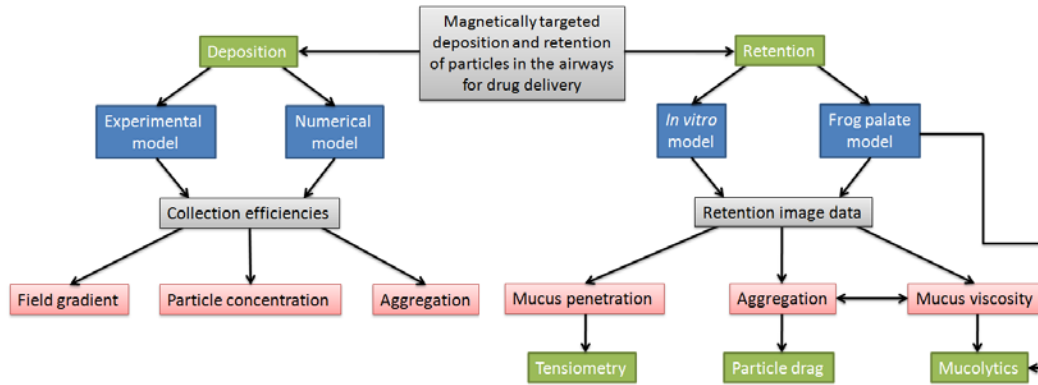 Magnetically targeted
deposition and retention
of particles in the airways
for drug delivery
Deposition
Retention
Experimental
model
Numerical
model
In vitro
model
Frog palate
model
Collection efficiencies
Retention image data
Field gradient
Particle concentration
Aggregation
Mucus penetration
Aggregation
Mucus viscosity
Tensiometry
Particle drag
Mucolytics